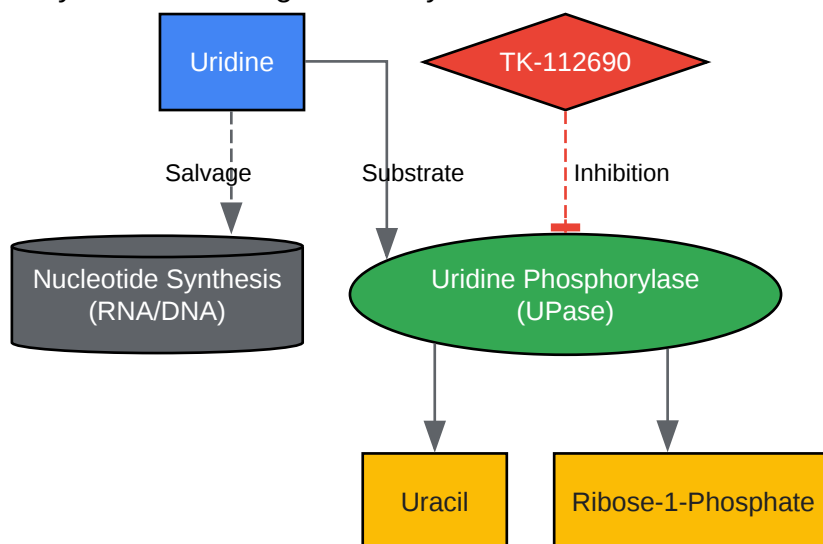 Uridine
TK-112690
Salvage
Substrate
Inhibition
Nucleotide Synthesis
(RNA/DNA)
Uridine Phosphorylase
(UPase)
Uracil
Ribose-1-Phosphate